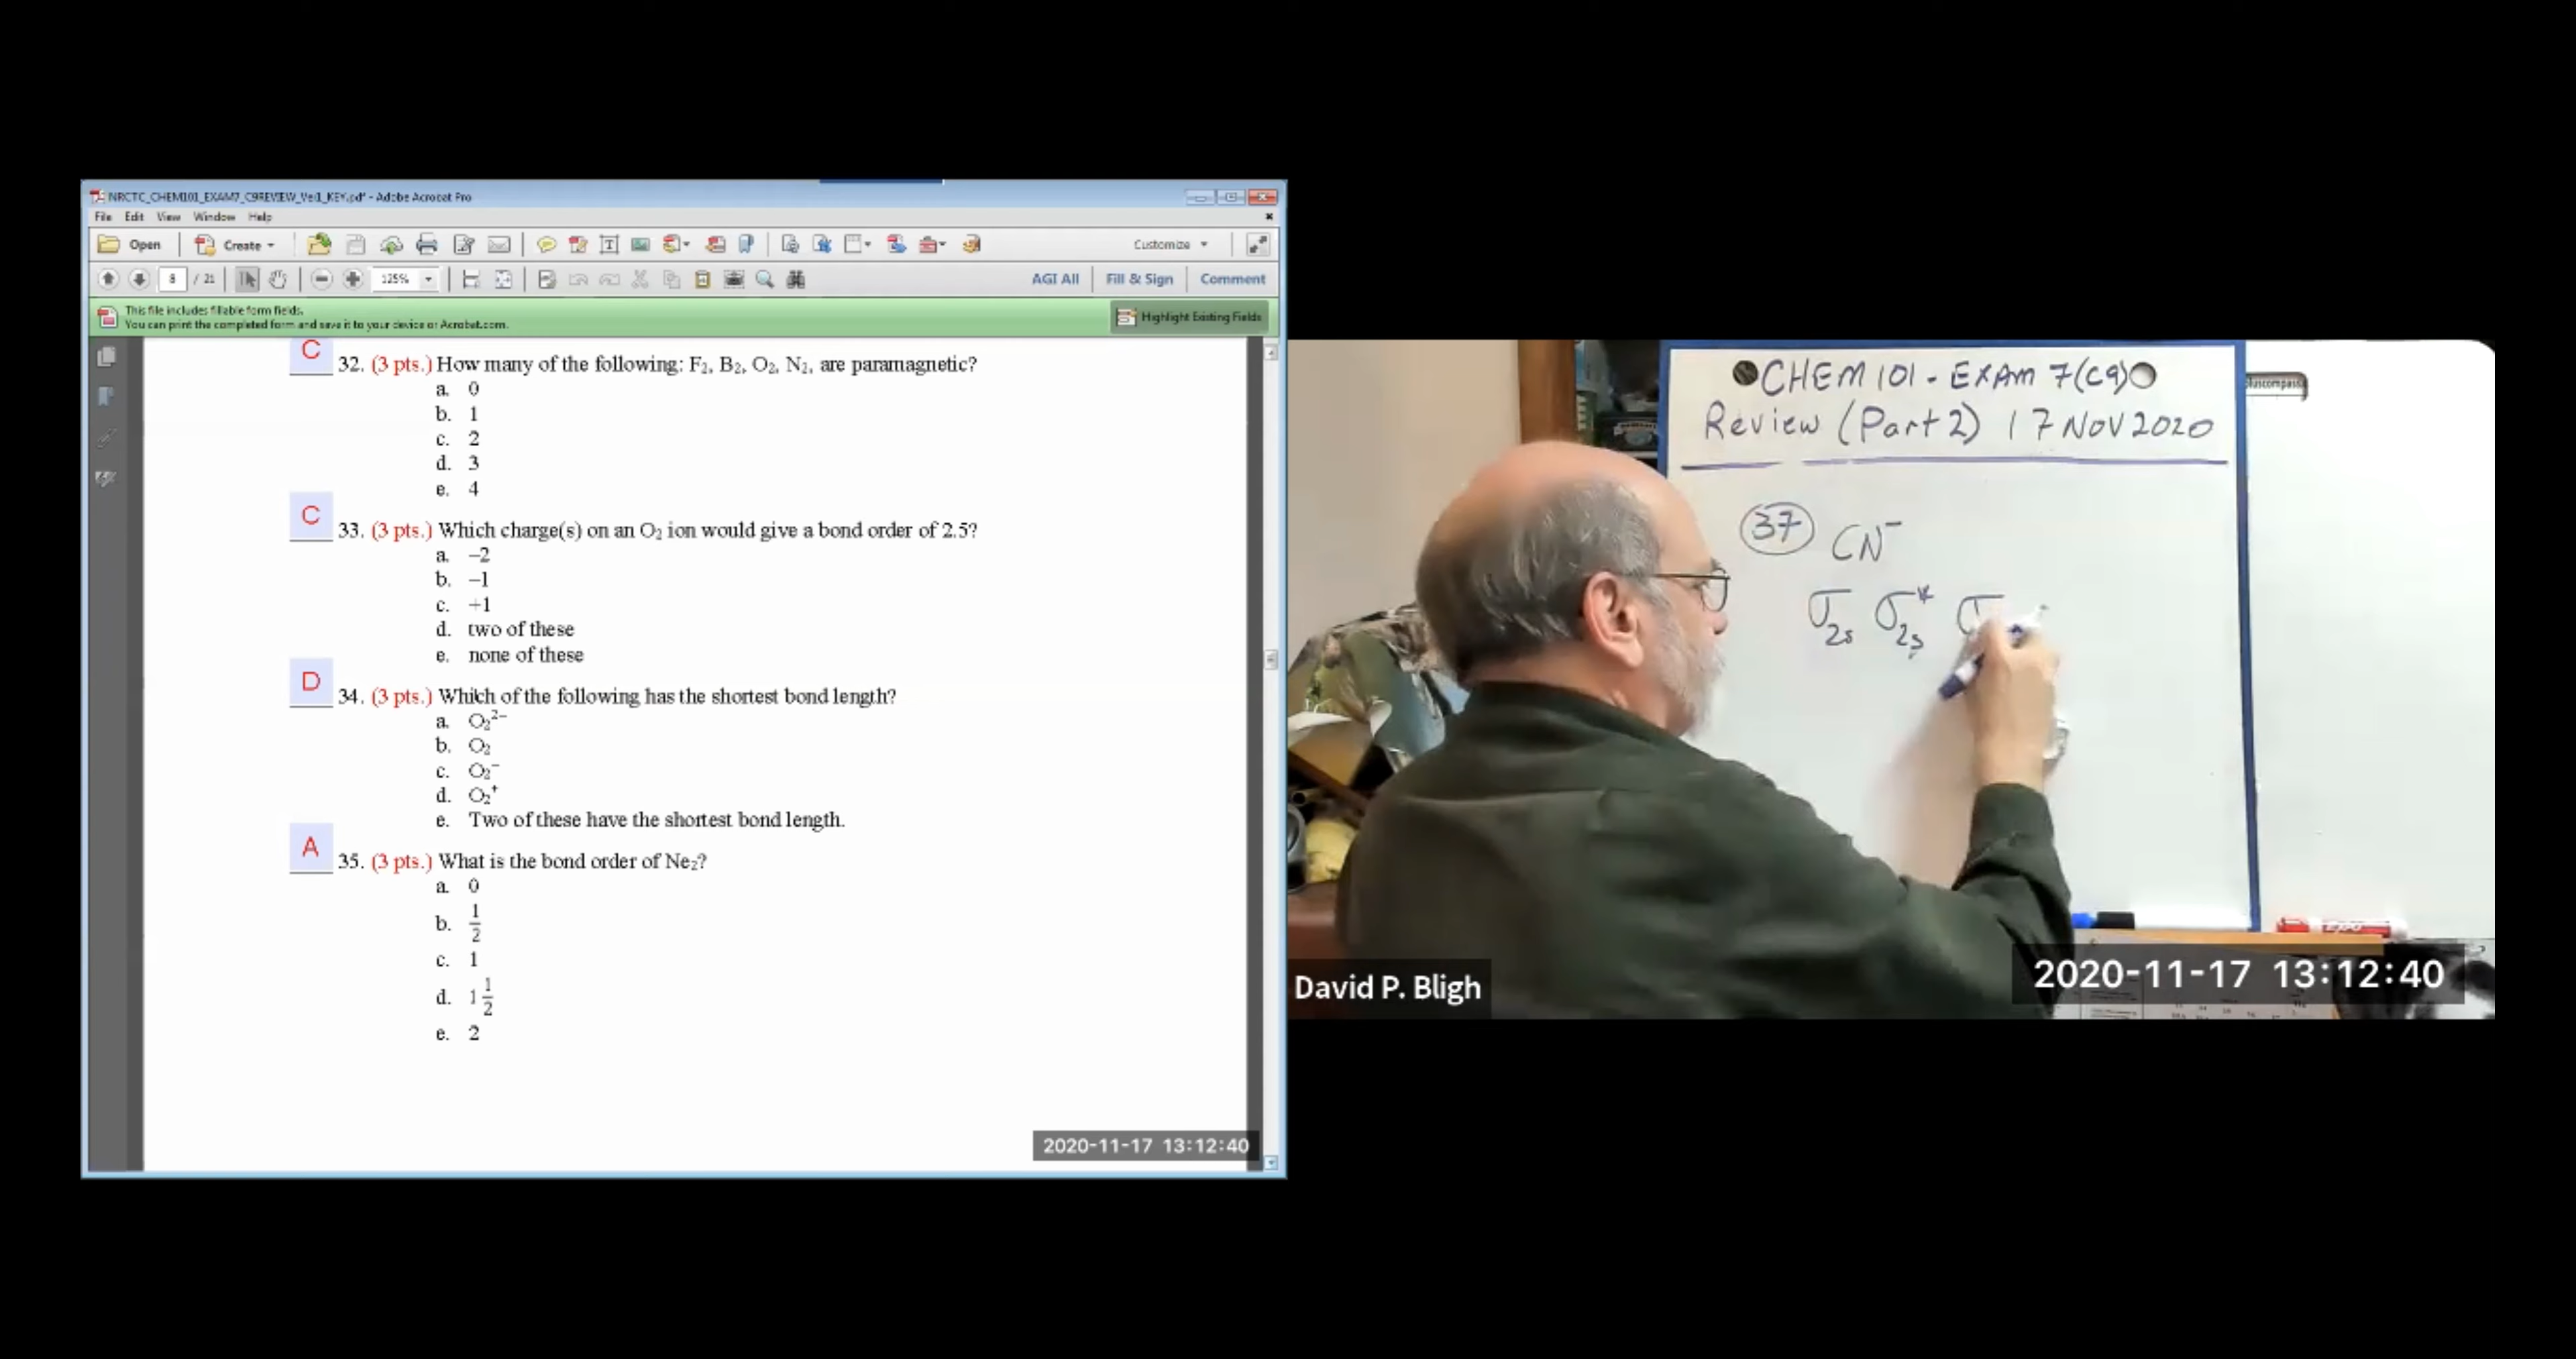 NRCTC_CHEM101_EXAM7_C9REVIEW_Ver1_KEY.pdf* - Adobe Acrobat Pro
File Edit View Window Help
Open Create Customize
8 / 21 125% AGI All Fill & Sign Comment
This file includes fillable form fields.
You can print the completed form and save it to your device or Acrobat.com.
Highlight Existing Fields
C 32. (3 pts.) How many of the following: F₂, B₂, O₂, N₂, are paramagnetic?
a. 0
b. 1
c. 2
d. 3
e. 4
C 33. (3 pts.) Which charge(s) on an O₂ ion would give a bond order of 2.5?
a. –2
b. –1
c. +1
d. two of these
e. none of these
D 34. (3 pts.) Which of the following has the shortest bond length?
a. O₂²⁻
b. O₂
c. O₂⁻
d. O₂⁺
e. Two of these have the shortest bond length.
A 35. (3 pts.) What is the bond order of Ne₂?
a. 0
b. 1/2
c. 1
d. 1 1/2
e. 2
2020-11-17 13:12:40
CHEM 101 - EXAM 7 (C9)
Review (Part 2) 17 NOV 2020
37 CN⁻
σ₂s σ*₂s σ
pluscompass
EXPO
David P. Bligh
2020-11-17 13:12:40